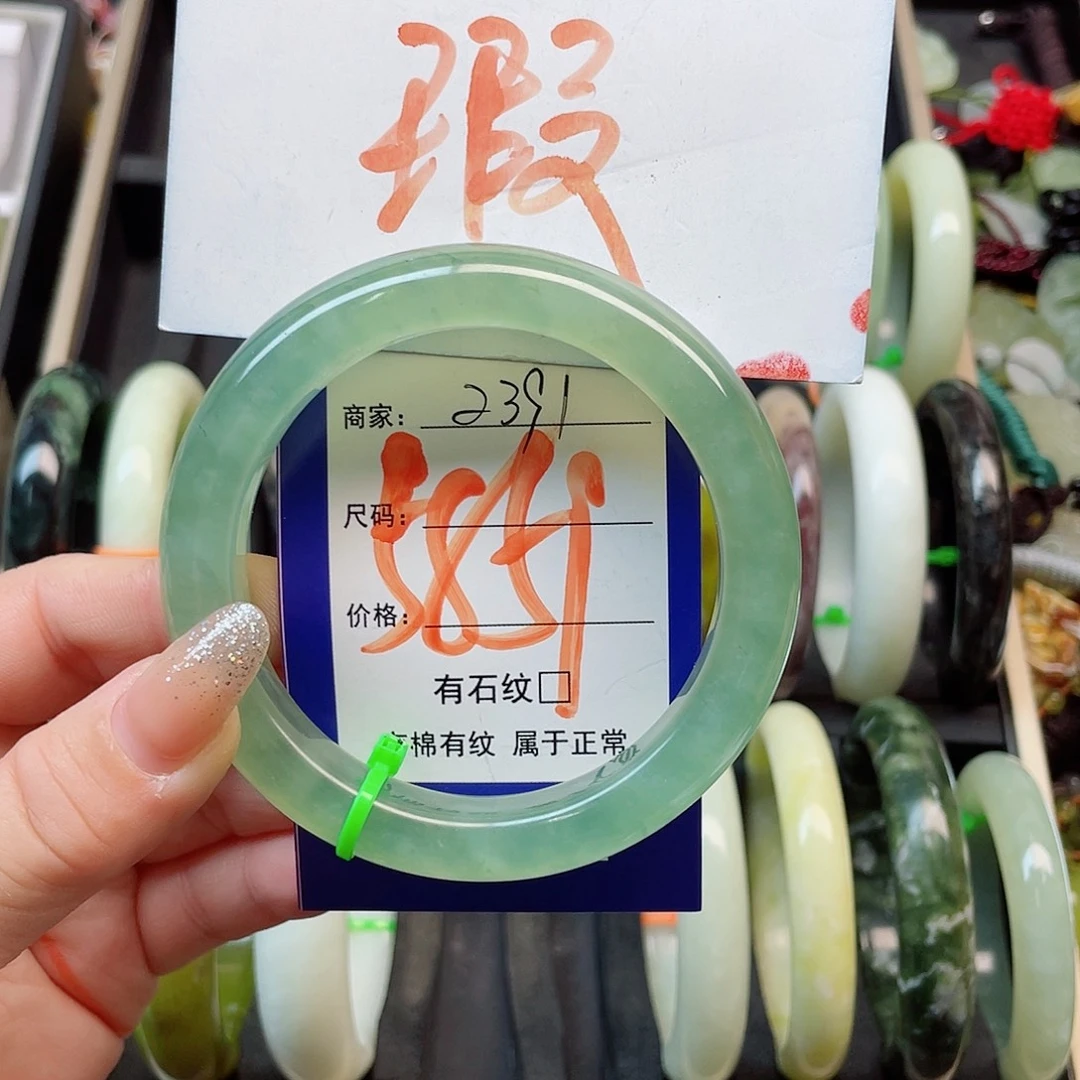 瑕
商家: 2391
尺码:
价格:
有石纹□
棉有纹 属于正常